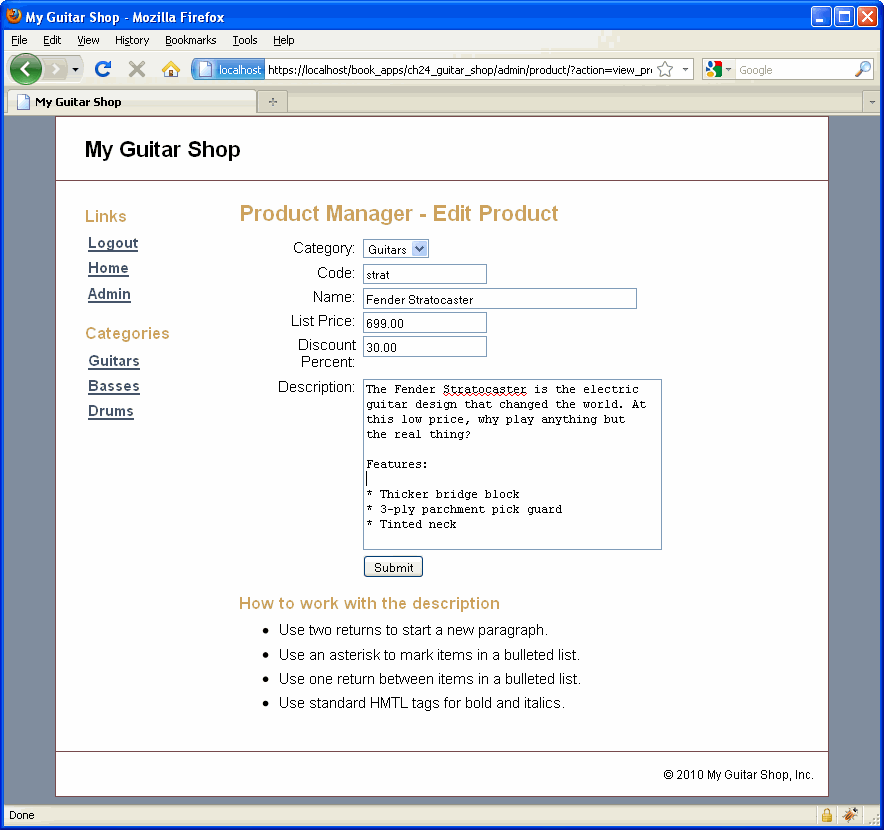 My Guitar Shop - Mozilla Firefox
File Edit View History Bookmarks Tools Help
localhost https://localhost/book_apps/ch24_guitar_shop/admin/product/?action=view_pr
Google
My Guitar Shop
My Guitar Shop
Links
Logout
Home
Admin
Categories
Guitars
Basses
Drums
Product Manager - Edit Product
Category: Guitars
Code: strat
Name: Fender Stratocaster
List Price: 699.00
Discount
Percent: 30.00
Description:
The Fender Stratocaster is the electric
guitar design that changed the world. At
this low price, why play anything but
the real thing?
Features:
* Thicker bridge block
* 3-ply parchment pick guard
* Tinted neck
Submit
How to work with the description
• Use two returns to start a new paragraph.
• Use an asterisk to mark items in a bulleted list.
• Use one return between items in a bulleted list.
• Use standard HMTL tags for bold and italics.
© 2010 My Guitar Shop, Inc.
Done